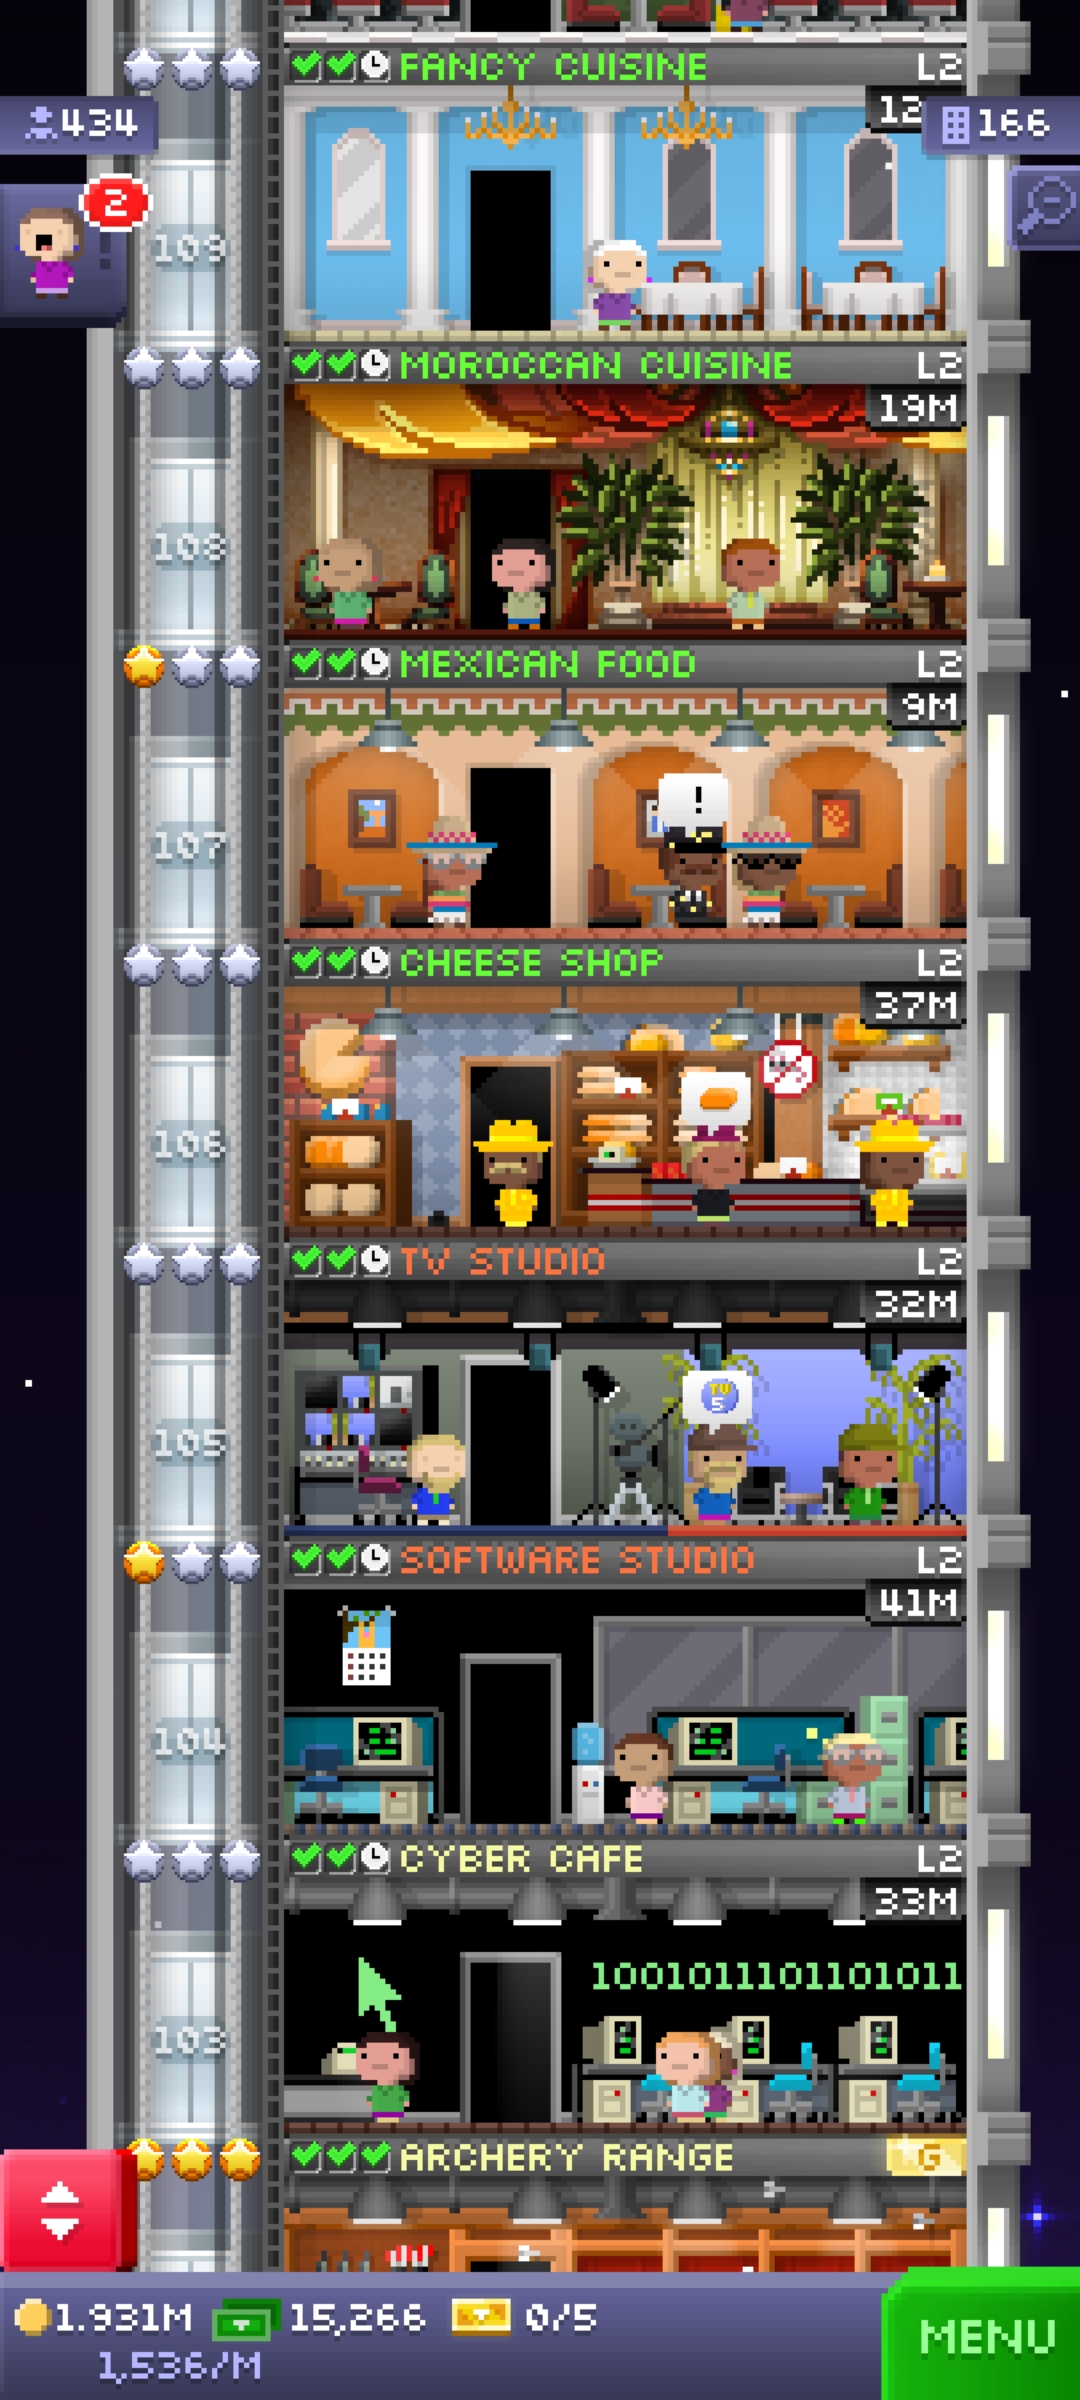 FANCY CUISINE L2
12
434
166
2
109
MOROCCAN CUISINE L2
19M
108
MEXICAN FOOD L2
9M
!
107
CHEESE SHOP L2
37M
106
TV STUDIO L2
32M
TV
5
105
SOFTWARE STUDIO L2
41M
104
CYBER CAFE L2
33M
1001011101101011
103
ARCHERY RANGE G
1.931M 15,266 0/5
1,536/M
MENU